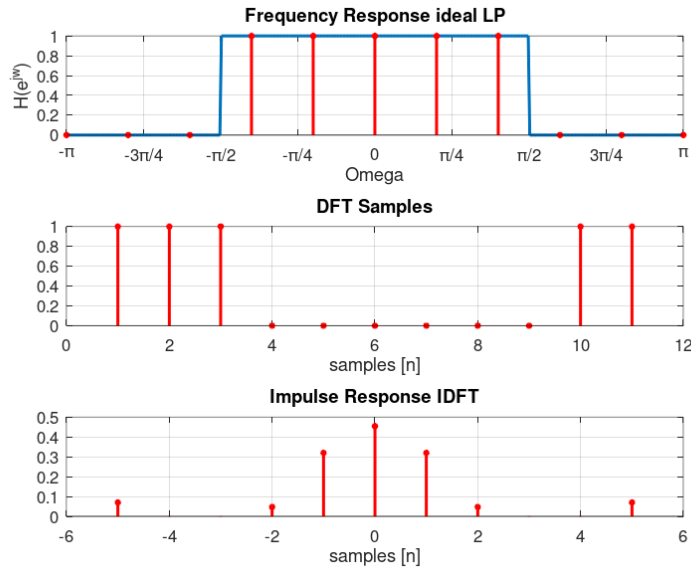 Frequency Response ideal LP
H(e^jw)
1
0.8
0.6
0.4
0.2
0
-π -3π/4 -π/2 -π/4 0 π/4 π/2 3π/4 π
Omega
DFT Samples
1
0.8
0.6
0.4
0.2
0
0 2 4 6 8 10 12
samples [n]
Impulse Response IDFT
0.5
0.4
0.3
0.2
0.1
0
-6 -4 -2 0 2 4 6
samples [n]